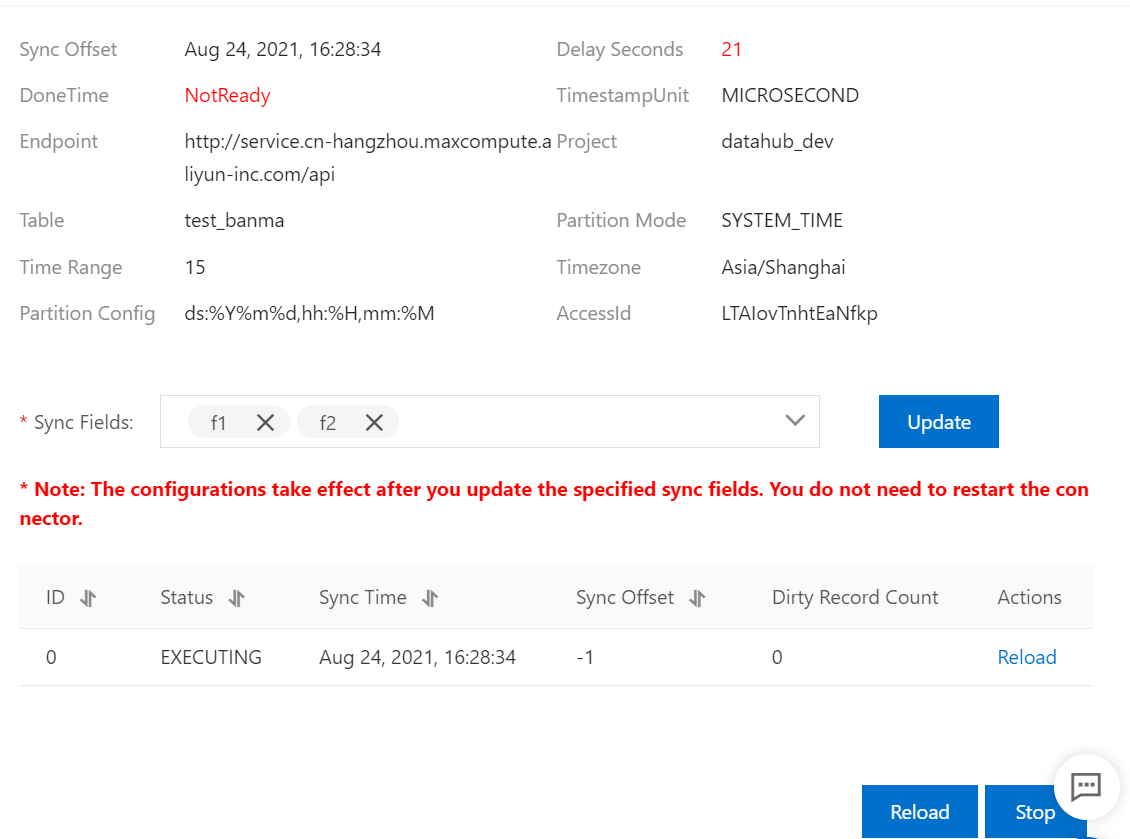 Sync Offset Aug 24, 2021, 16:28:34 Delay Seconds 21
DoneTime NotReady TimestampUnit MICROSECOND
Endpoint http://service.cn-hangzhou.maxcompute.a Project datahub_dev
liyun-inc.com/api
Table test_banma Partition Mode SYSTEM_TIME
Time Range 15 Timezone Asia/Shanghai
Partition Config ds:%Y%m%d,hh:%H,mm:%M AccessId LTAIovTnhtEaNfkp
* Sync Fields: f1 f2 Update
* Note: The configurations take effect after you update the specified sync fields. You do not need to restart the con
nector.
ID Status Sync Time Sync Offset Dirty Record Count Actions
0 EXECUTING Aug 24, 2021, 16:28:34 -1 0 Reload
Reload Stop